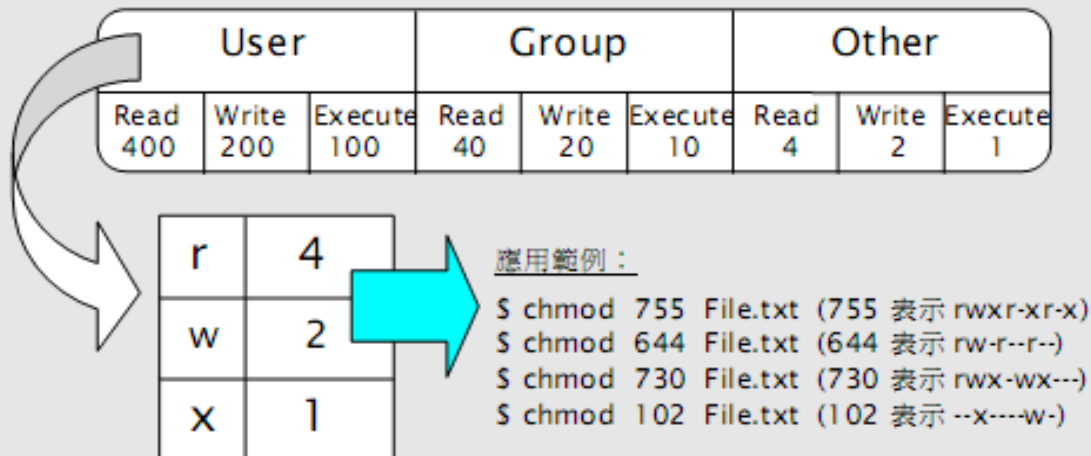 User Group Other
Read Write Execute Read Write Execute Read Write Execute
400 200 100 40 20 10 4 2 1
r 4
w 2
x 1
應用範例：
$ chmod 755 File.txt (755 表示 rwxr-xr-x)
$ chmod 644 File.txt (644 表示 rw-r--r--)
$ chmod 730 File.txt (730 表示 rwx-wx---)
$ chmod 102 File.txt (102 表示 --x----w-)